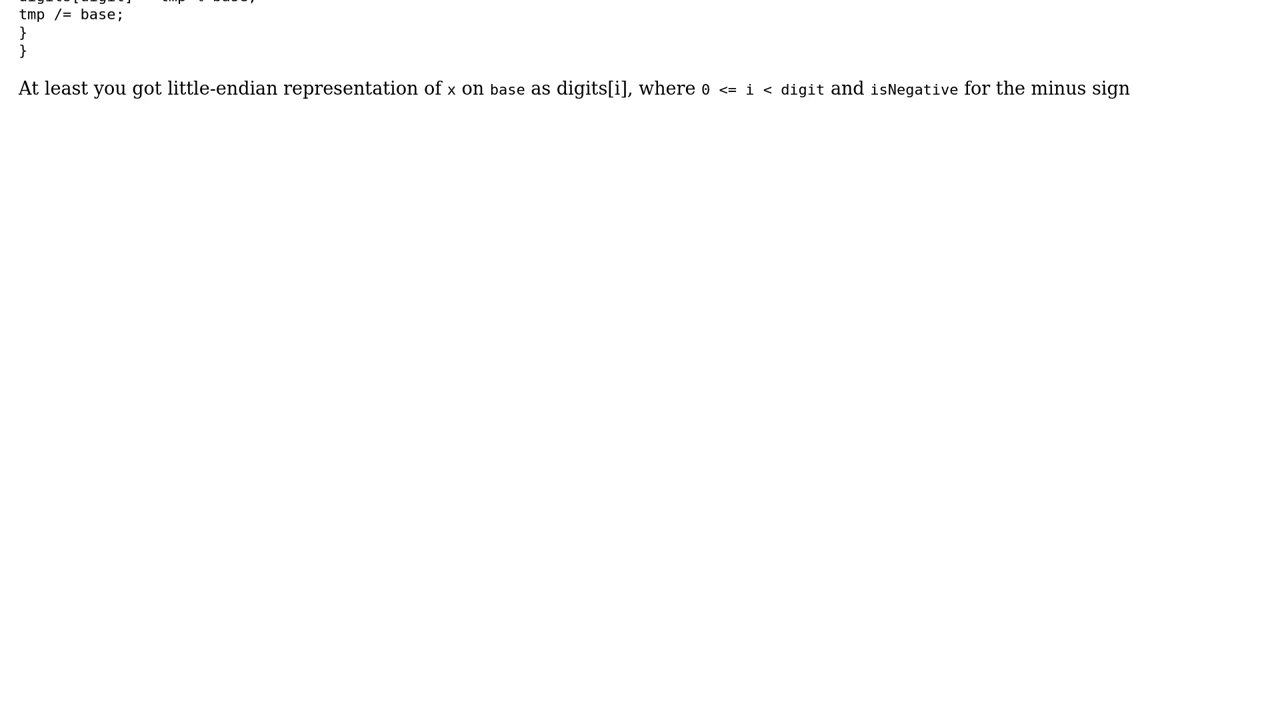 tmp /= base;
}
}
At least you got little-endian representation of x on base as digits[i], where 0 <= i < digit and isNegative for the minus sign